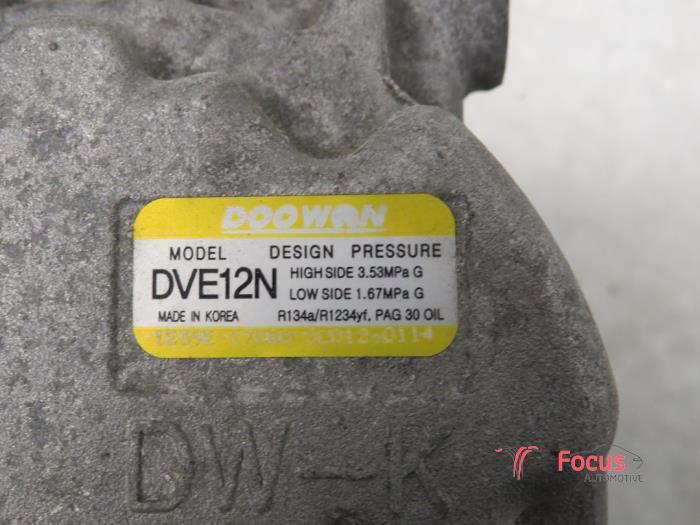 DOOWON
MODEL DESIGN PRESSURE
DVE12N HIGH SIDE 3.53MPa G
LOW SIDE 1.67MPa G
MADE IN KOREA R134a/R1234yf, PAG 30 OIL
DW K
Focus
AUTOMOTIVE